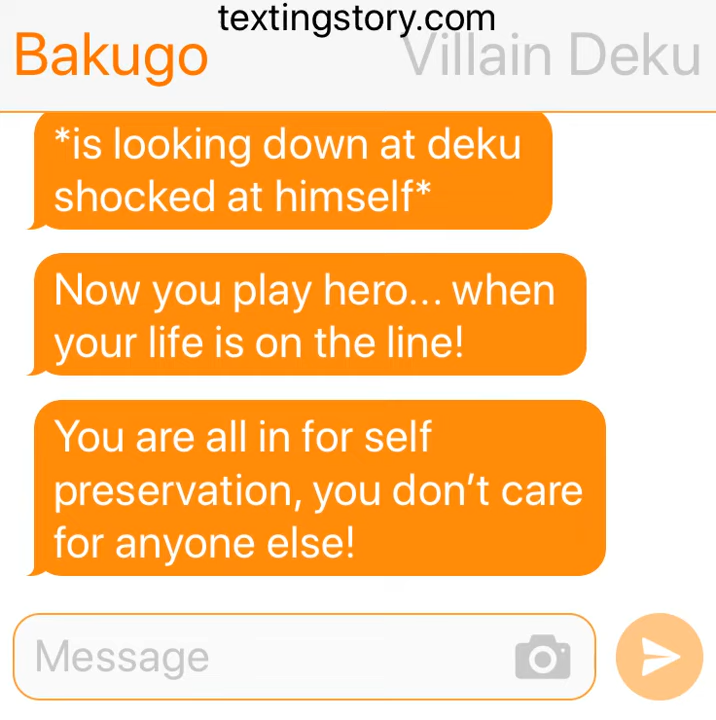 textingstory.com
Bakugo Villain Deku
*is looking down at deku
shocked at himself*
Now you play hero... when
your life is on the line!
You are all in for self
preservation, you don’t care
for anyone else!
Message